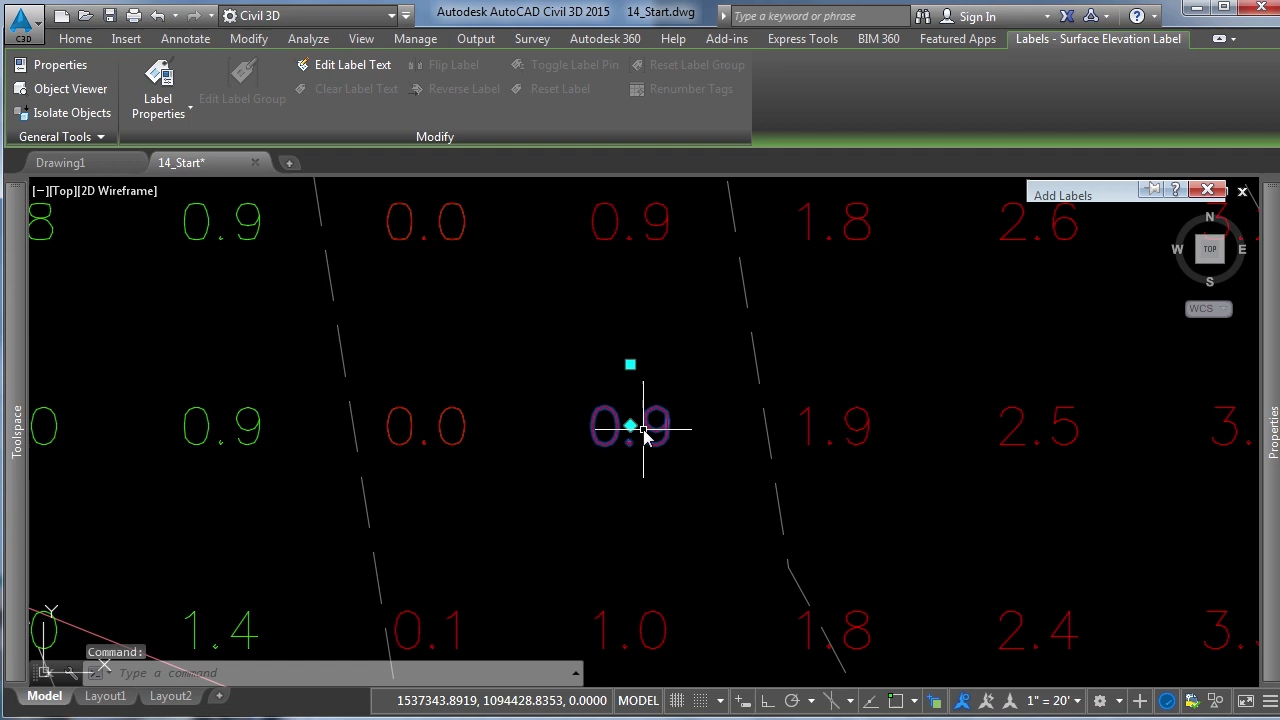 Civil 3D
Autodesk AutoCAD Civil 3D 2015 14_Start.dwg
Type a keyword or phrase
Sign In
C3D
Home Insert Annotate Modify View Analyze Manage Output Survey Autodesk 360 Help Add-ins Express Tools BIM 360 Featured Apps Labels - Surface Elevation Label
Properties
Object Viewer
Isolate Objects
General Tools
Label
Properties
Edit Label Group
Edit Label Text
Clear Label Text
Flip Label
Reverse Label
Toggle Label Pin
Reset Label
Reset Label Group
Renumber Tags
Modify
Drawing1
14_Start*
[−][Top][2D Wireframe]
Add Labels
8 0.9 0.0 0.9 1.8 2.6 3.
N
W TOP E
S
WCS
0 0.9 0.0 0.9 1.9 2.5 3.
0 1.4 0.1 1.0 1.8 2.4 3.
Toolspace
Properties
Y
X
Command:
Type a command
Model Layout1 Layout2
1537343.8919, 1094428.8353, 0.0000 MODEL
1" = 20'